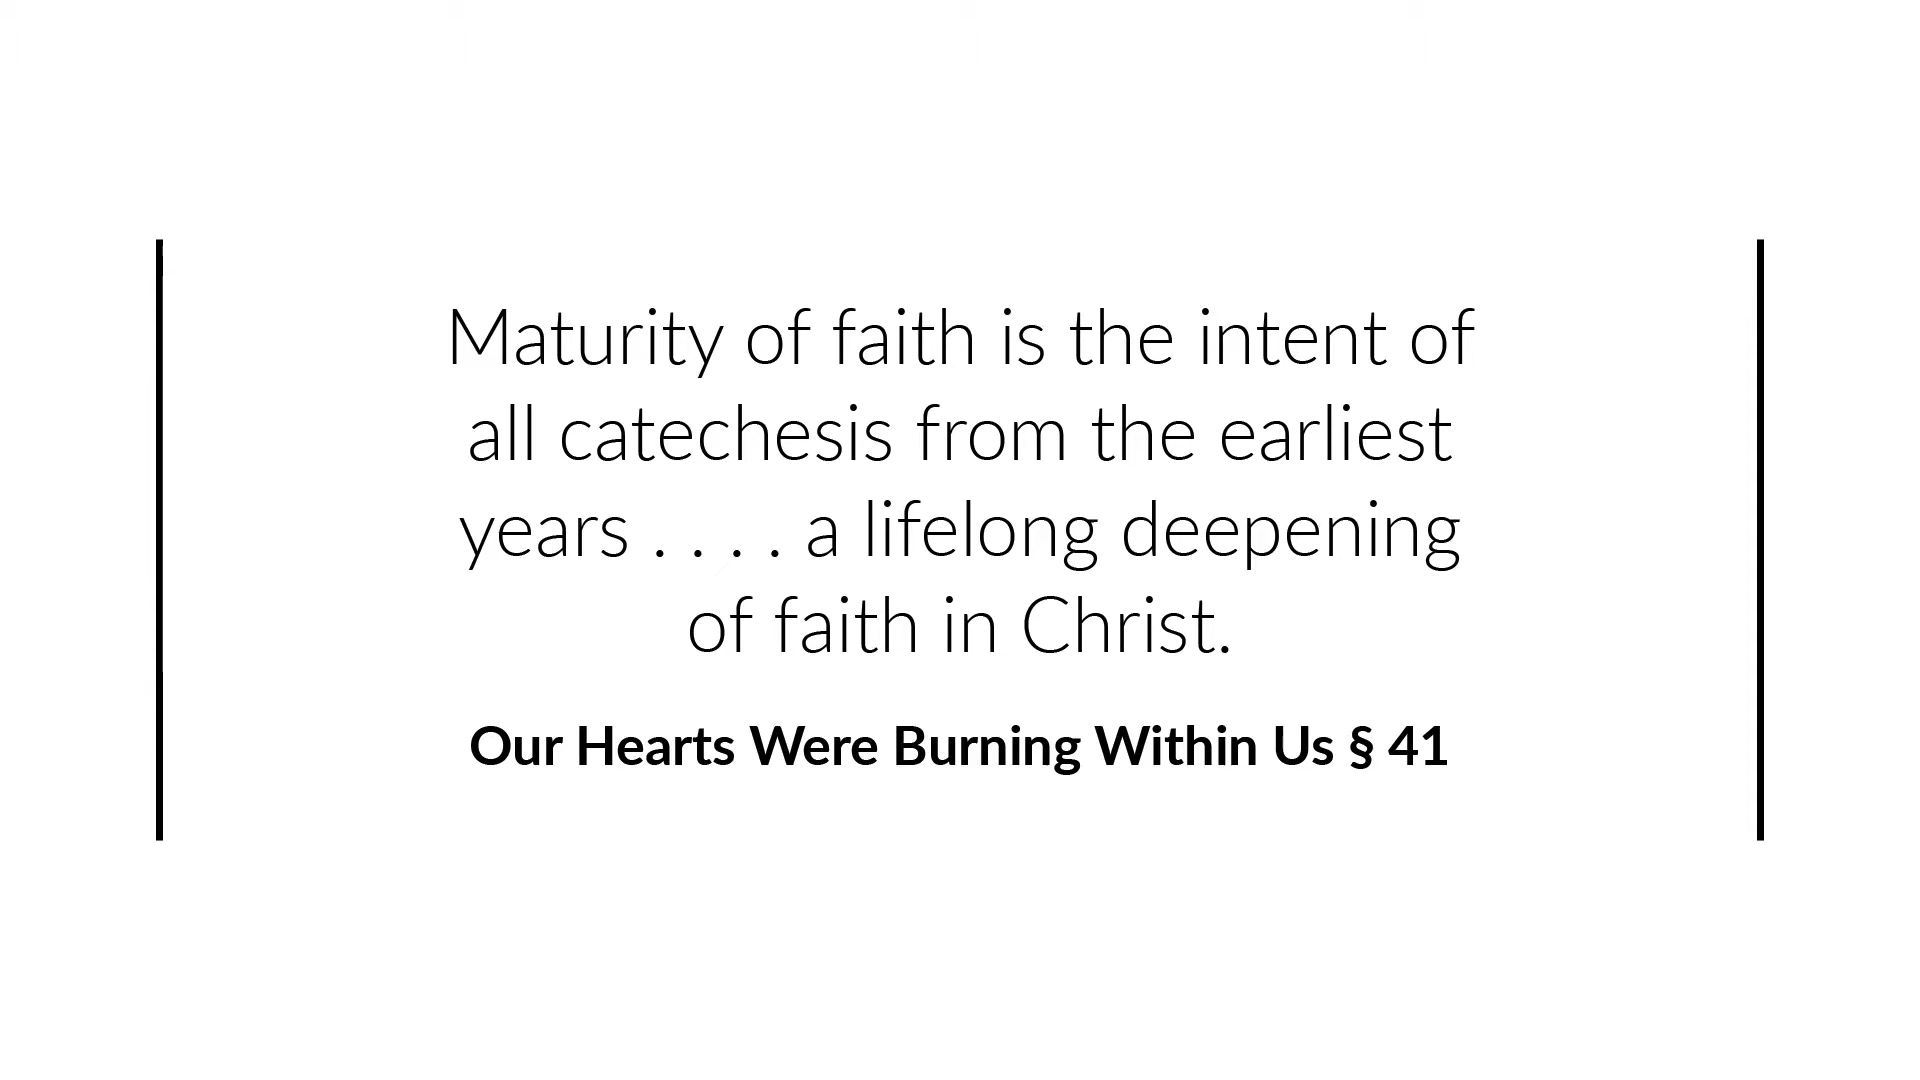 Maturity of faith is the intent of
all catechesis from the earliest
years . . . . a lifelong deepening
of faith in Christ.
Our Hearts Were Burning Within Us § 41